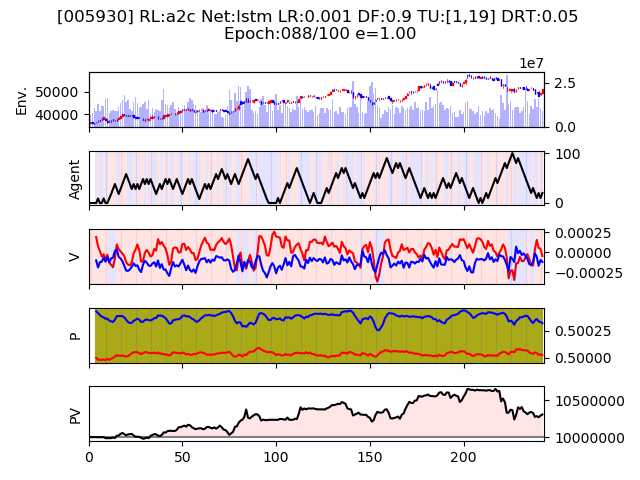 [005930] RL:a2c Net:lstm LR:0.001 DF:0.9 TU:[1,19] DRT:0.05
Epoch:088/100 e=1.00
1e7
Env.
50000
40000
2.5
0.0
Agent
100
0
V
0.00025
0.00000
−0.00025
P
0.50025
0.50000
PV
10500000
10000000
0
50
100
150
200